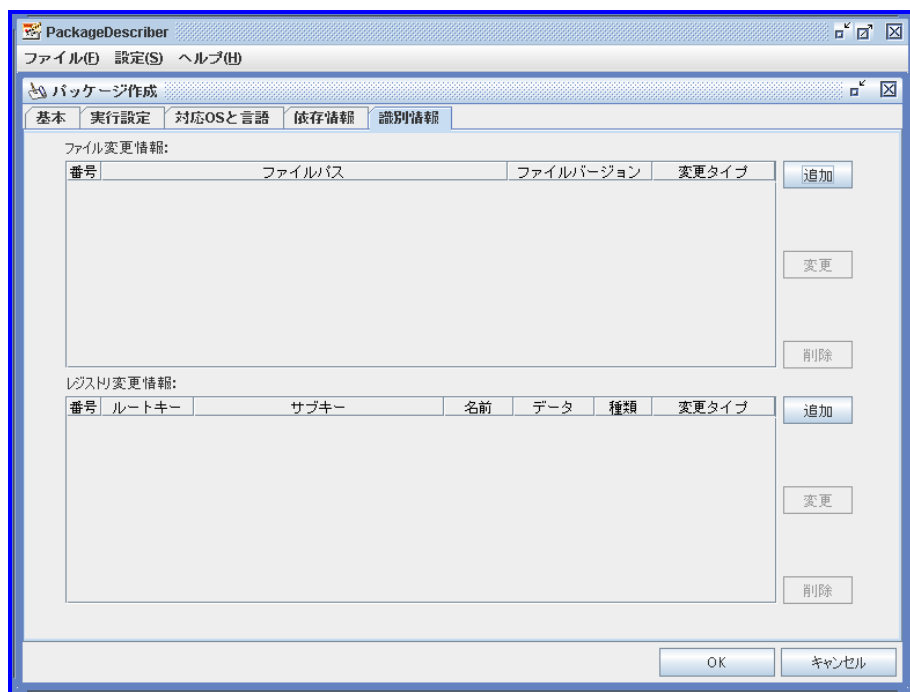 PackageDescriber
ファイル(F) 設定(S) ヘルプ(H)
パッケージ作成
基本 実行設定 対応OSと言語 依存情報 識別情報
ファイル変更情報:
番号 ファイルパス ファイルバージョン 変更タイプ 追加
変更
削除
レジストリ変更情報:
番号 ルートキー サブキー 名前 データ 種類 変更タイプ 追加
変更
削除
OK キャンセル